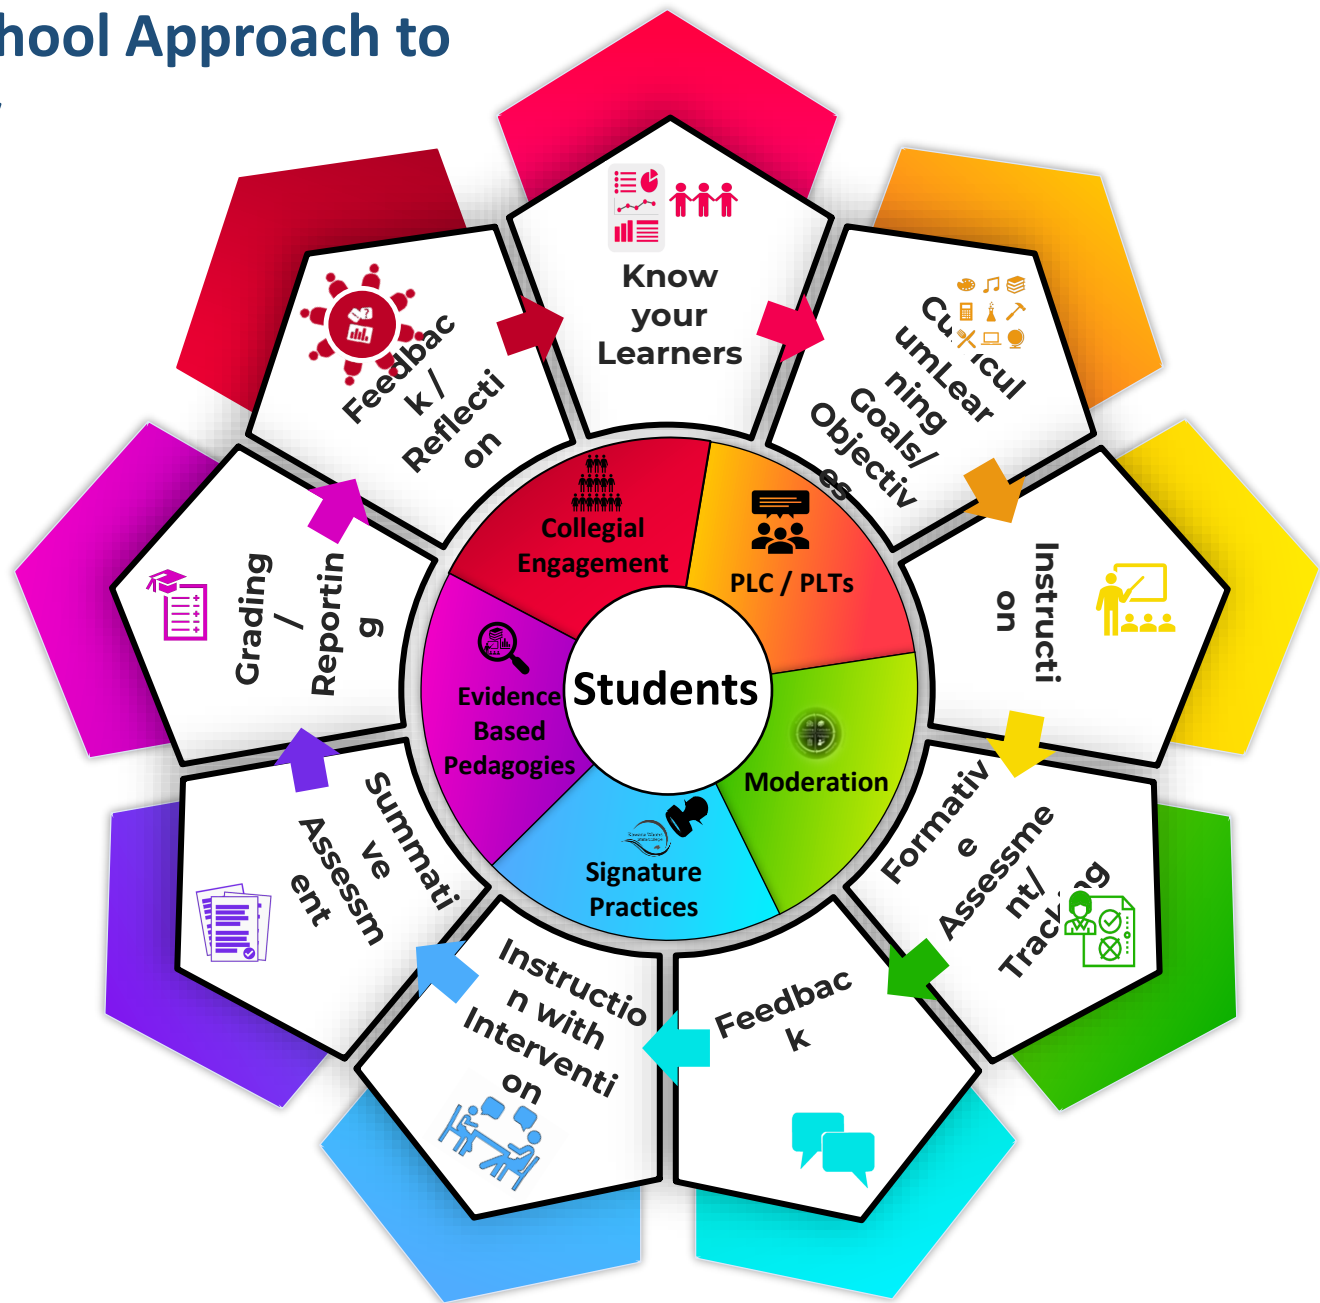 hool Approach to
Know
your
Learners
umLear
ning
Goals/
Objectiv
es
Instructi
on
Formativ
e
Assessme
nt/
Feedbac
k
Instructio
n with
Interventi
on
Summati
ve
Assessm
ent
Grading
/
Reportin
g
Feedbac
k /
Reflecti
on
Collegial
Engagement
PLC / PLTs
Moderation
Signature
Practices
Evidence
Based
Pedagogies
Students